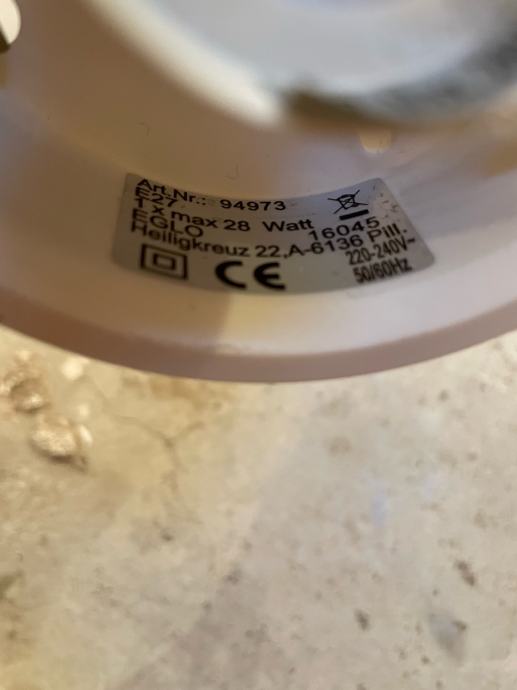 Art.Nr.: 94973
E27
1 x max 28 Watt
EGLO 16045
Heiligkreuz 22,A-6136 Pill.
220-240V~
50/60Hz
CE